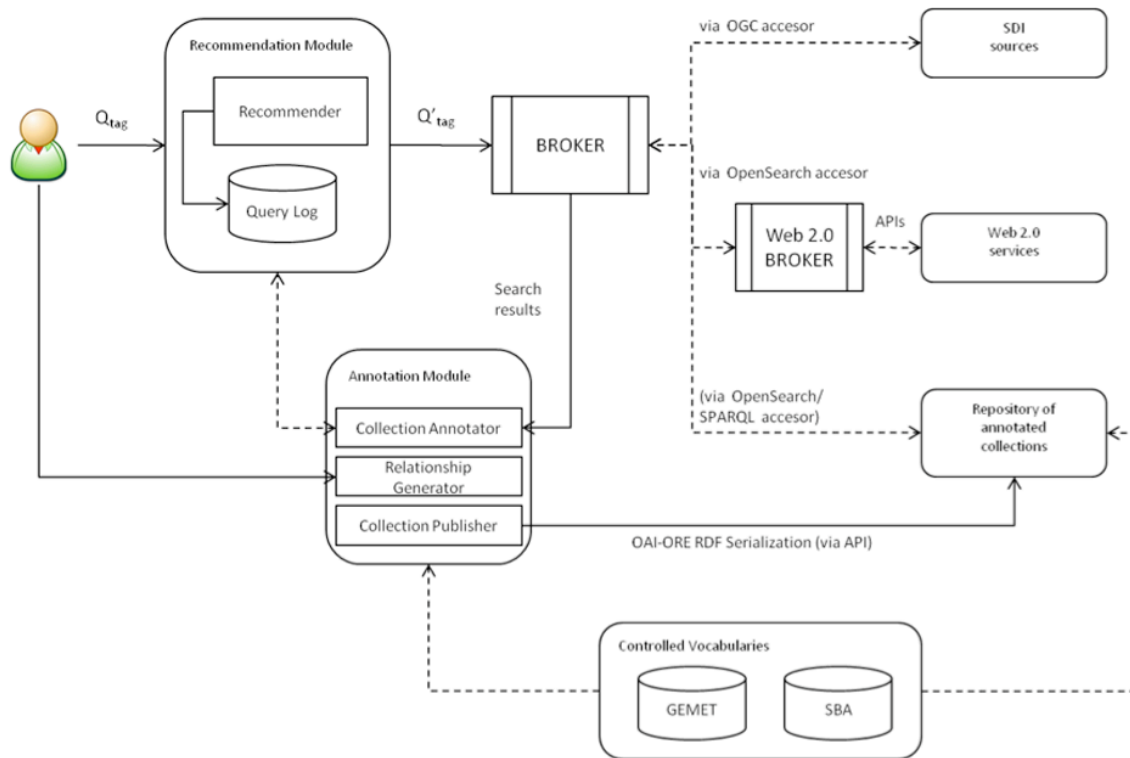 Recommendation Module
Recommender
Query Log
Qtag
Q'tag
BROKER
via OGC accesor
SDI
sources
via OpenSearch accesor
Web 2.0
BROKER
APIs
Web 2.0
services
Search
results
Annotation Module
Collection Annotator
Relationship
Generator
Collection Publisher
(via OpenSearch/
SPARQL accesor)
Repository of
annotated
collections
OAI-ORE RDF Serialization (via API)
Controlled Vocabularies
GEMET
SBA